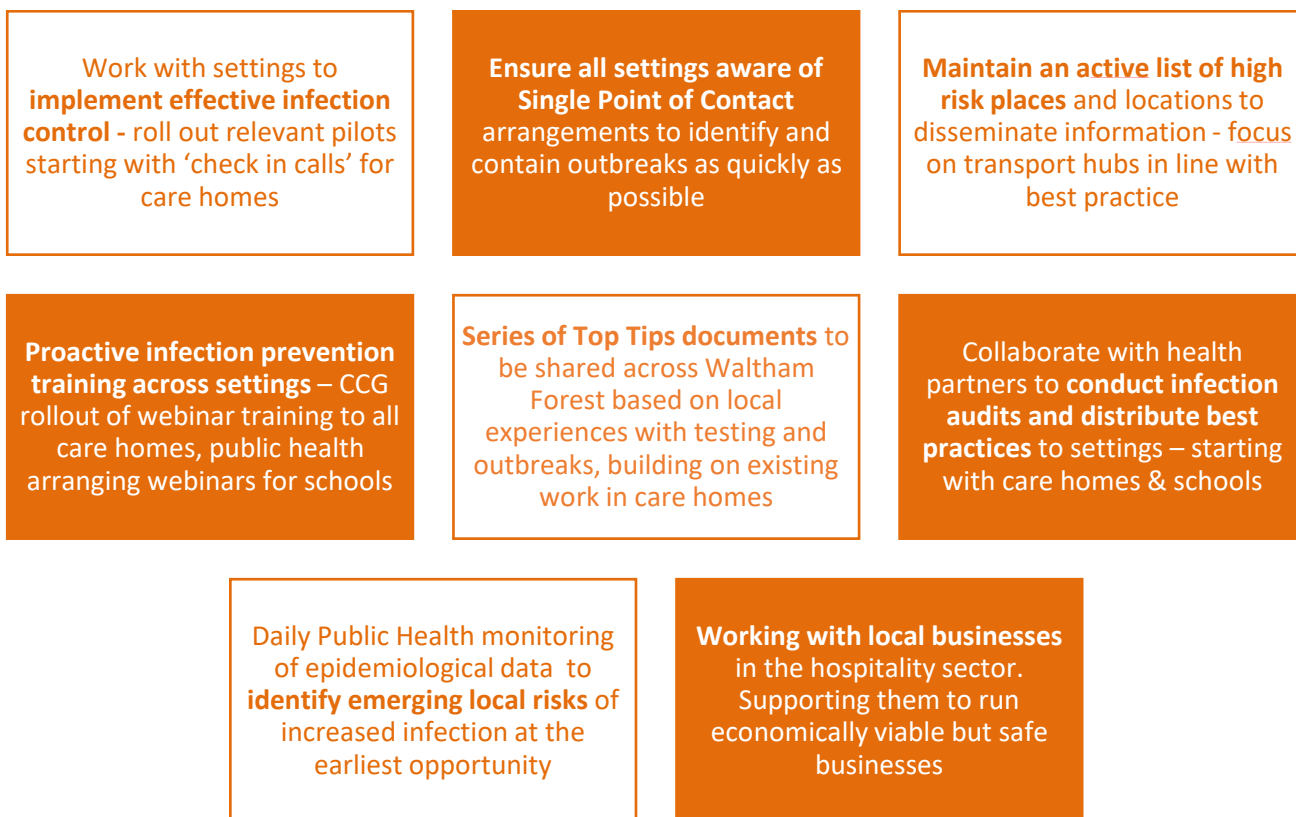 Work with settings to
implement effective infection
control - roll out relevant pilots
starting with ‘check in calls’ for
care homes
Ensure all settings aware of
Single Point of Contact
arrangements to identify and
contain outbreaks as quickly as
possible
Maintain an active list of high
risk places and locations to
disseminate information - focus
on transport hubs in line with
best practice
Proactive infection prevention
training across settings – CCG
rollout of webinar training to all
care homes, public health
arranging webinars for schools
Series of Top Tips documents to
be shared across Waltham
Forest based on local
experiences with testing and
outbreaks, building on existing
work in care homes
Collaborate with health
partners to conduct infection
audits and distribute best
practices to settings – starting
with care homes & schools
Daily Public Health monitoring
of epidemiological data to
identify emerging local risks of
increased infection at the
earliest opportunity
Working with local businesses
in the hospitality sector.
Supporting them to run
economically viable but safe
businesses